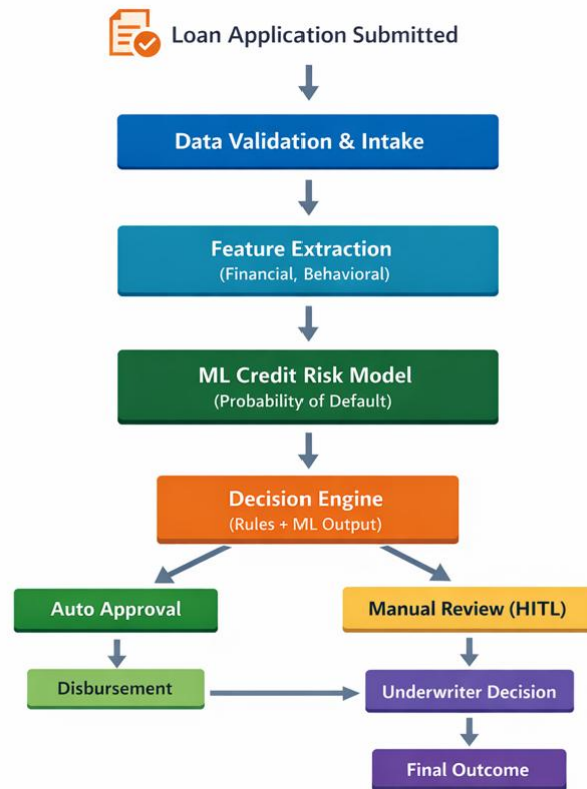 Loan Application Submitted
Data Validation & Intake
Feature Extraction
(Financial, Behavioral)
ML Credit Risk Model
(Probability of Default)
Decision Engine
(Rules + ML Output)
Auto Approval
Manual Review (HITL)
Disbursement
Underwriter Decision
Final Outcome